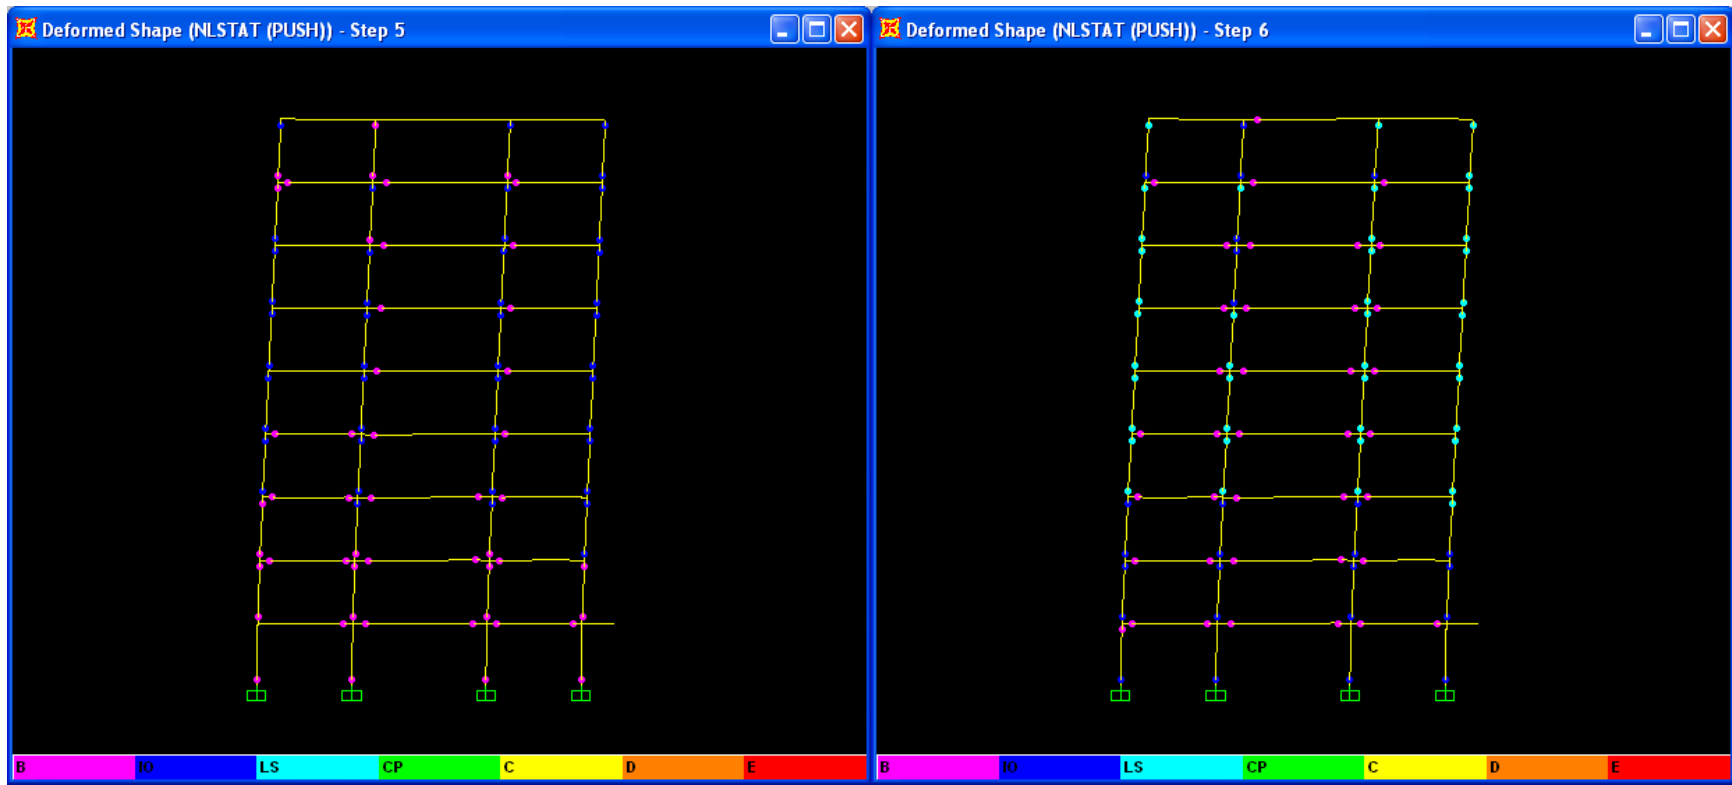 Deformed Shape (NLSTAT (PUSH)) - Step 5
B IO LS CP C D E
Deformed Shape (NLSTAT (PUSH)) - Step 6
B IO LS CP C D E